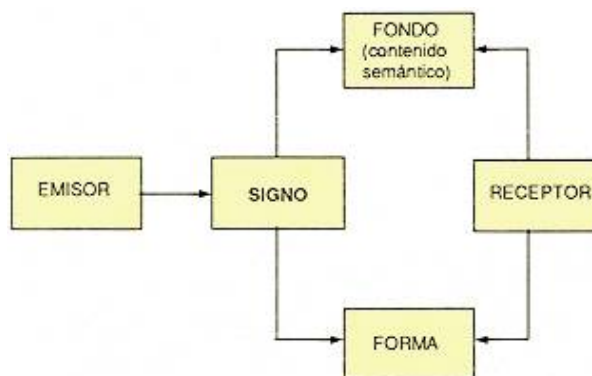 FONDO
(contenido
semántico)
EMISOR
SIGNO
RECEPTOR
FORMA